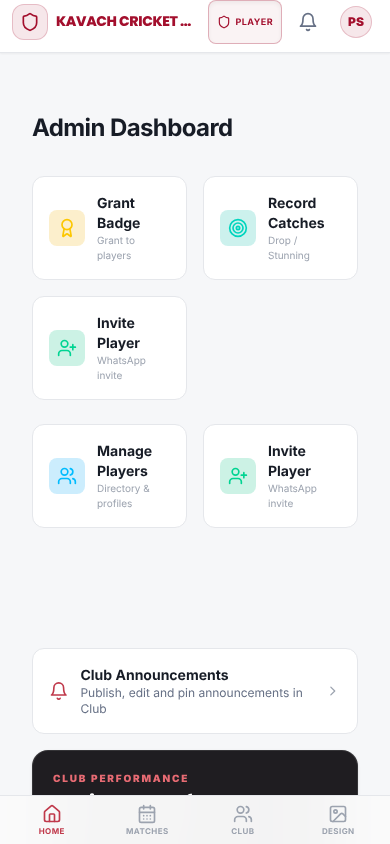 KAVACH CRICKET ...
PLAYER
PS
Admin Dashboard
Grant
Badge
Grant to
players
Record
Catches
Drop /
Stunning
Invite
Player
WhatsApp
invite
Manage
Players
Directory &
profiles
Invite
Player
WhatsApp
invite
Club Announcements
Publish, edit and pin announcements in
Club
CLUB PERFORMANCE
HOME
MATCHES
CLUB
DESIGN